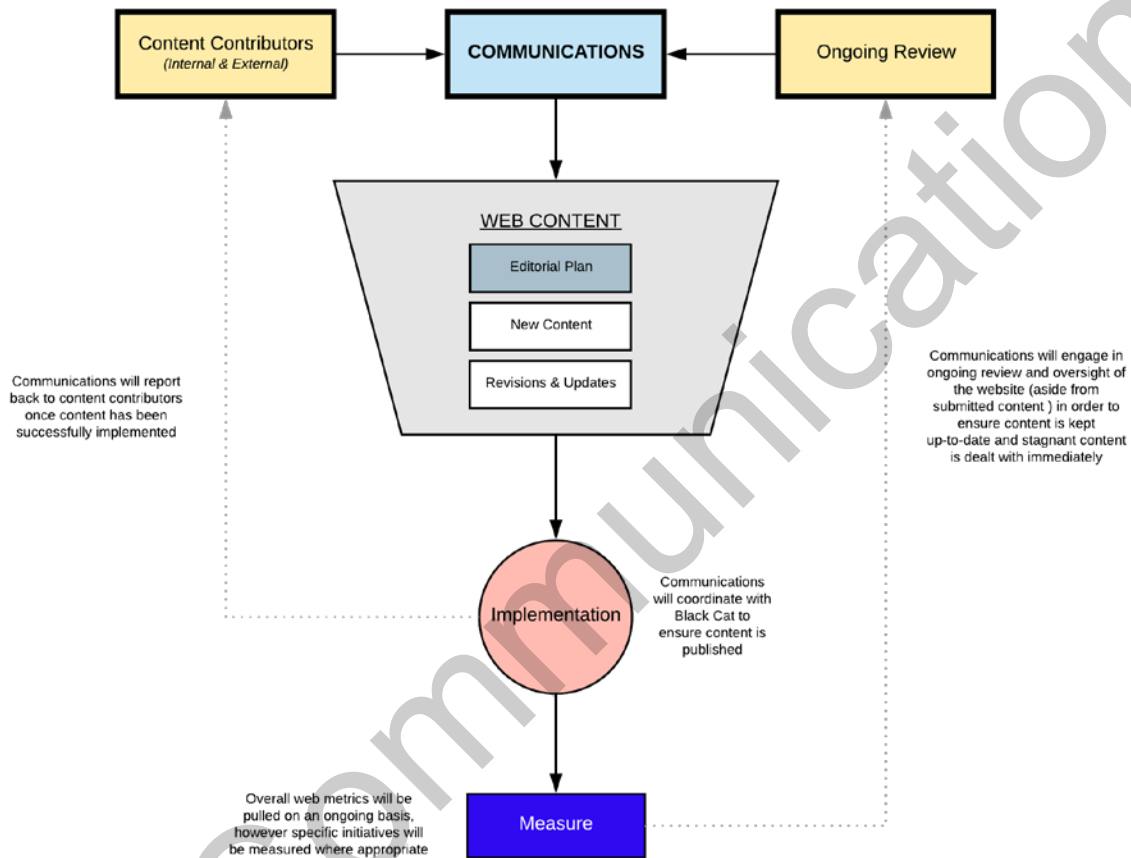 Content Contributors
(Internal & External)
COMMUNICATIONS
Ongoing Review
WEB CONTENT
Editorial Plan
New Content
Revisions & Updates
Communications will report
back to content contributors
once content has been
successfully implemented
Communications will engage in
ongoing review and oversight of
the website (aside from
submitted content ) in order to
ensure content is kept
up-to-date and stagnant content
is dealt with immediately
Implementation
Communications
will coordinate with
Black Cat to
ensure content is
published
Overall web metrics will be
pulled on an ongoing basis,
however specific initiatives will
be measured where appropriate
Measure
ommunication